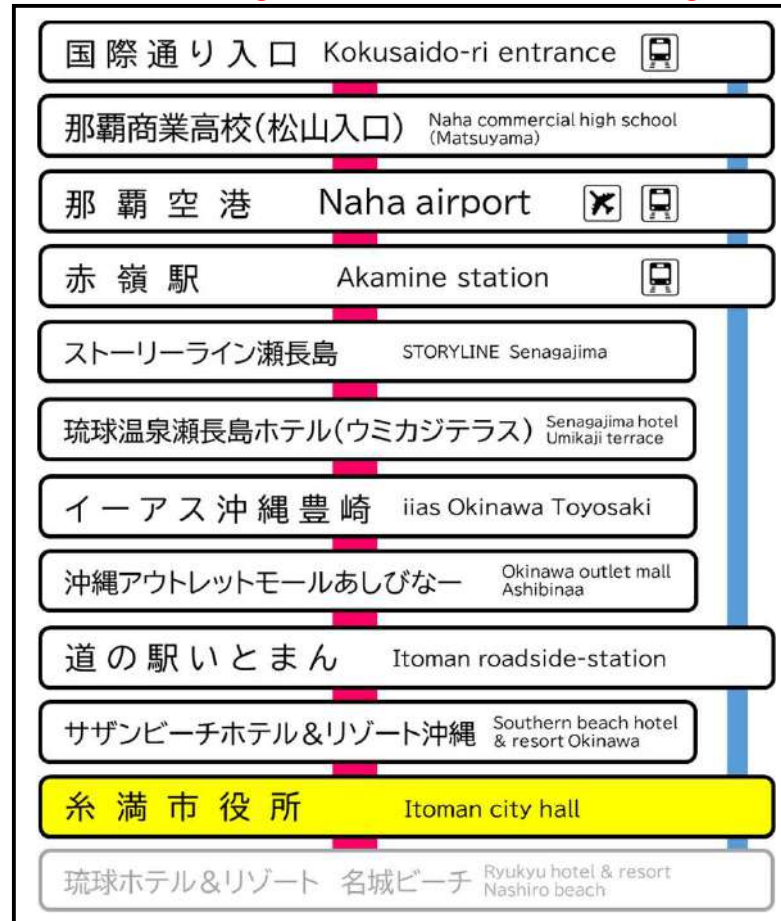 国際通り入口 Kokusaido-ri entrance
那覇商業高校(松山入口) Naha commercial high school
(Matsuyama)
那覇空港 Naha airport
赤嶺駅 Akamine station
ストーリーライン瀬長島 STORYLINE Senagajima
琉球温泉瀬長島ホテル(ウミカジテラス) Senagajima hotel
Umikaji terrace
イーアス沖縄豊崎 iias Okinawa Toyosaki
沖縄アウトレットモールあしびなー Okinawa outlet mall
Ashibinaa
道の駅いとまん Itoman roadside-station
サザンビーチホテル&リゾート沖縄 Southern beach hotel
& resort Okinawa
糸満市役所 Itoman city hall
琉球ホテル&リゾート 名城ビーチ Ryukyu hotel & resort
Nashiro beach